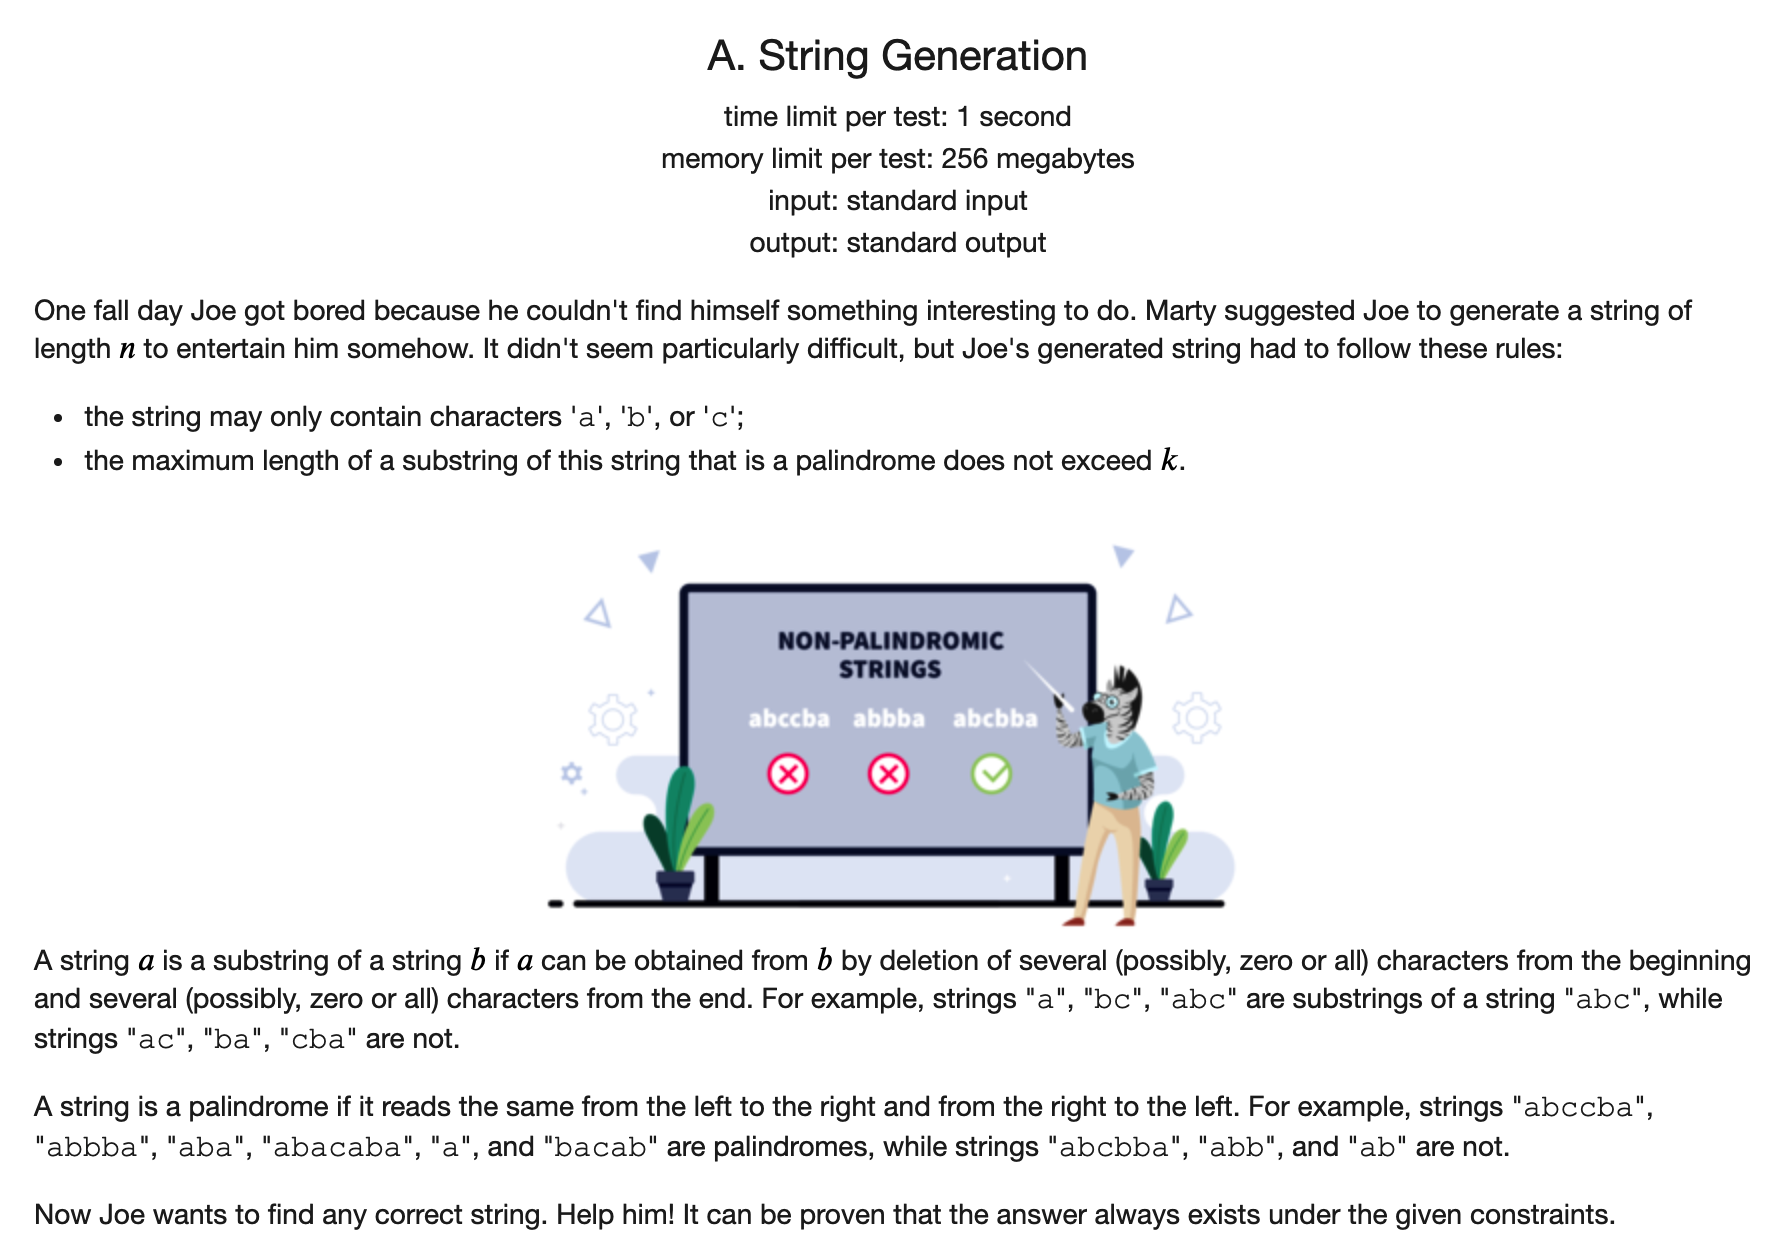 A. String Generation
time limit per test: 1 second
memory limit per test: 256 megabytes
input: standard input
output: standard output
One fall day Joe got bored because he couldn't find himself something interesting to do. Marty suggested Joe to generate a string of
length n to entertain him somehow. It didn't seem particularly difficult, but Joe's generated string had to follow these rules:
• the string may only contain characters 'a', 'b', or 'c';
• the maximum length of a substring of this string that is a palindrome does not exceed k.
NON-PALINDROMIC
STRINGS
abccba abbba abcbba
A string a is a substring of a string b if a can be obtained from b by deletion of several (possibly, zero or all) characters from the beginning
and several (possibly, zero or all) characters from the end. For example, strings "a", "bc", "abc" are substrings of a string "abc", while
strings "ac", "ba", "cba" are not.
A string is a palindrome if it reads the same from the left to the right and from the right to the left. For example, strings "abccba",
"abbba", "aba", "abacaba", "a", and "bacab" are palindromes, while strings "abcbba", "abb", and "ab" are not.
Now Joe wants to find any correct string. Help him! It can be proven that the answer always exists under the given constraints.